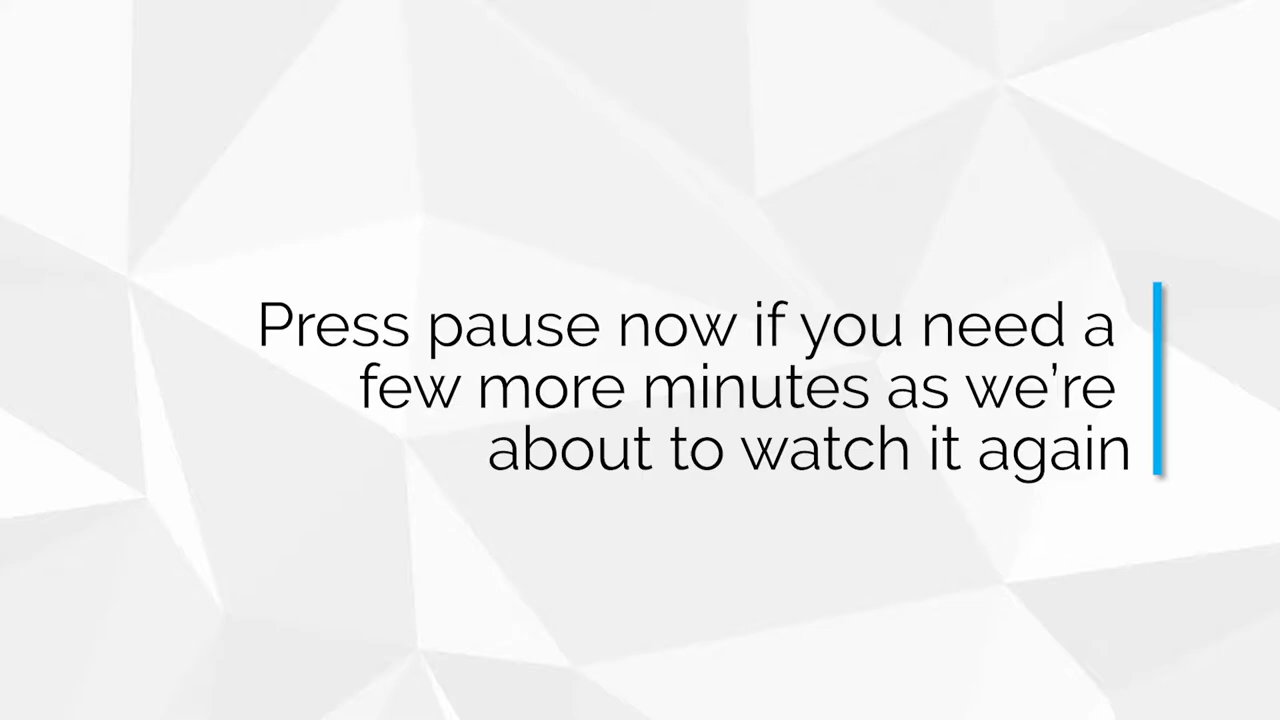 Press pause now if you need a
few more minutes as we’re
about to watch it again